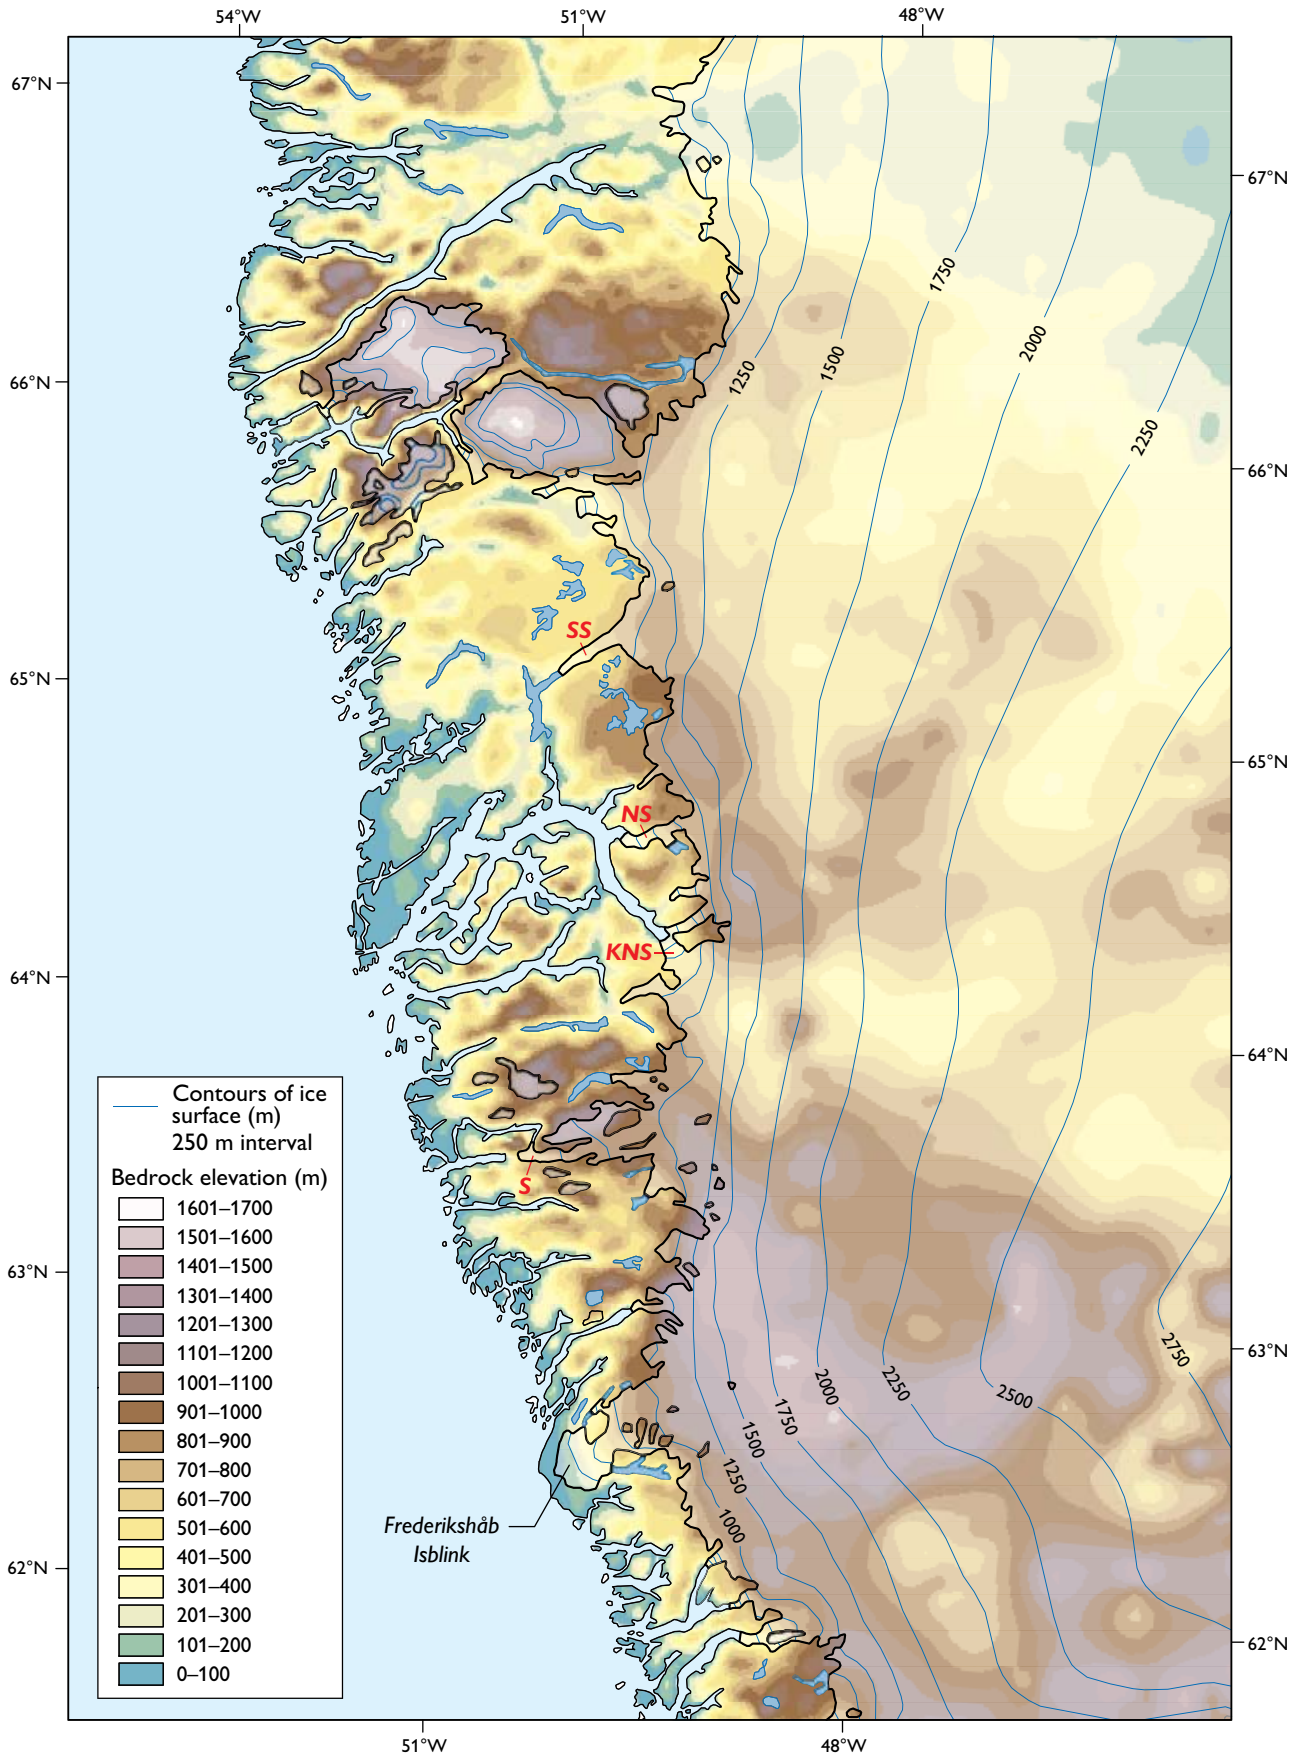 54°W
51°W
48°W
67°N
67°N
1750
2000
1500
1250
66°N
2250
66°N
SS
65°N
65°N
NS
KNS
64°N
64°N
Contours of ice
surface (m)
250 m interval
Bedrock elevation (m)
1601–1700
1501–1600
1401–1500
1301–1400
1201–1300
1101–1200
1001–1100
901–1000
801–900
701–800
601–700
501–600
401–500
301–400
201–300
101–200
0–100
S
63°N
63°N
2750
2000
2250
2500
1750
1500
1250
1000
Frederikshåb
Isblink
62°N
62°N
51°W
48°W